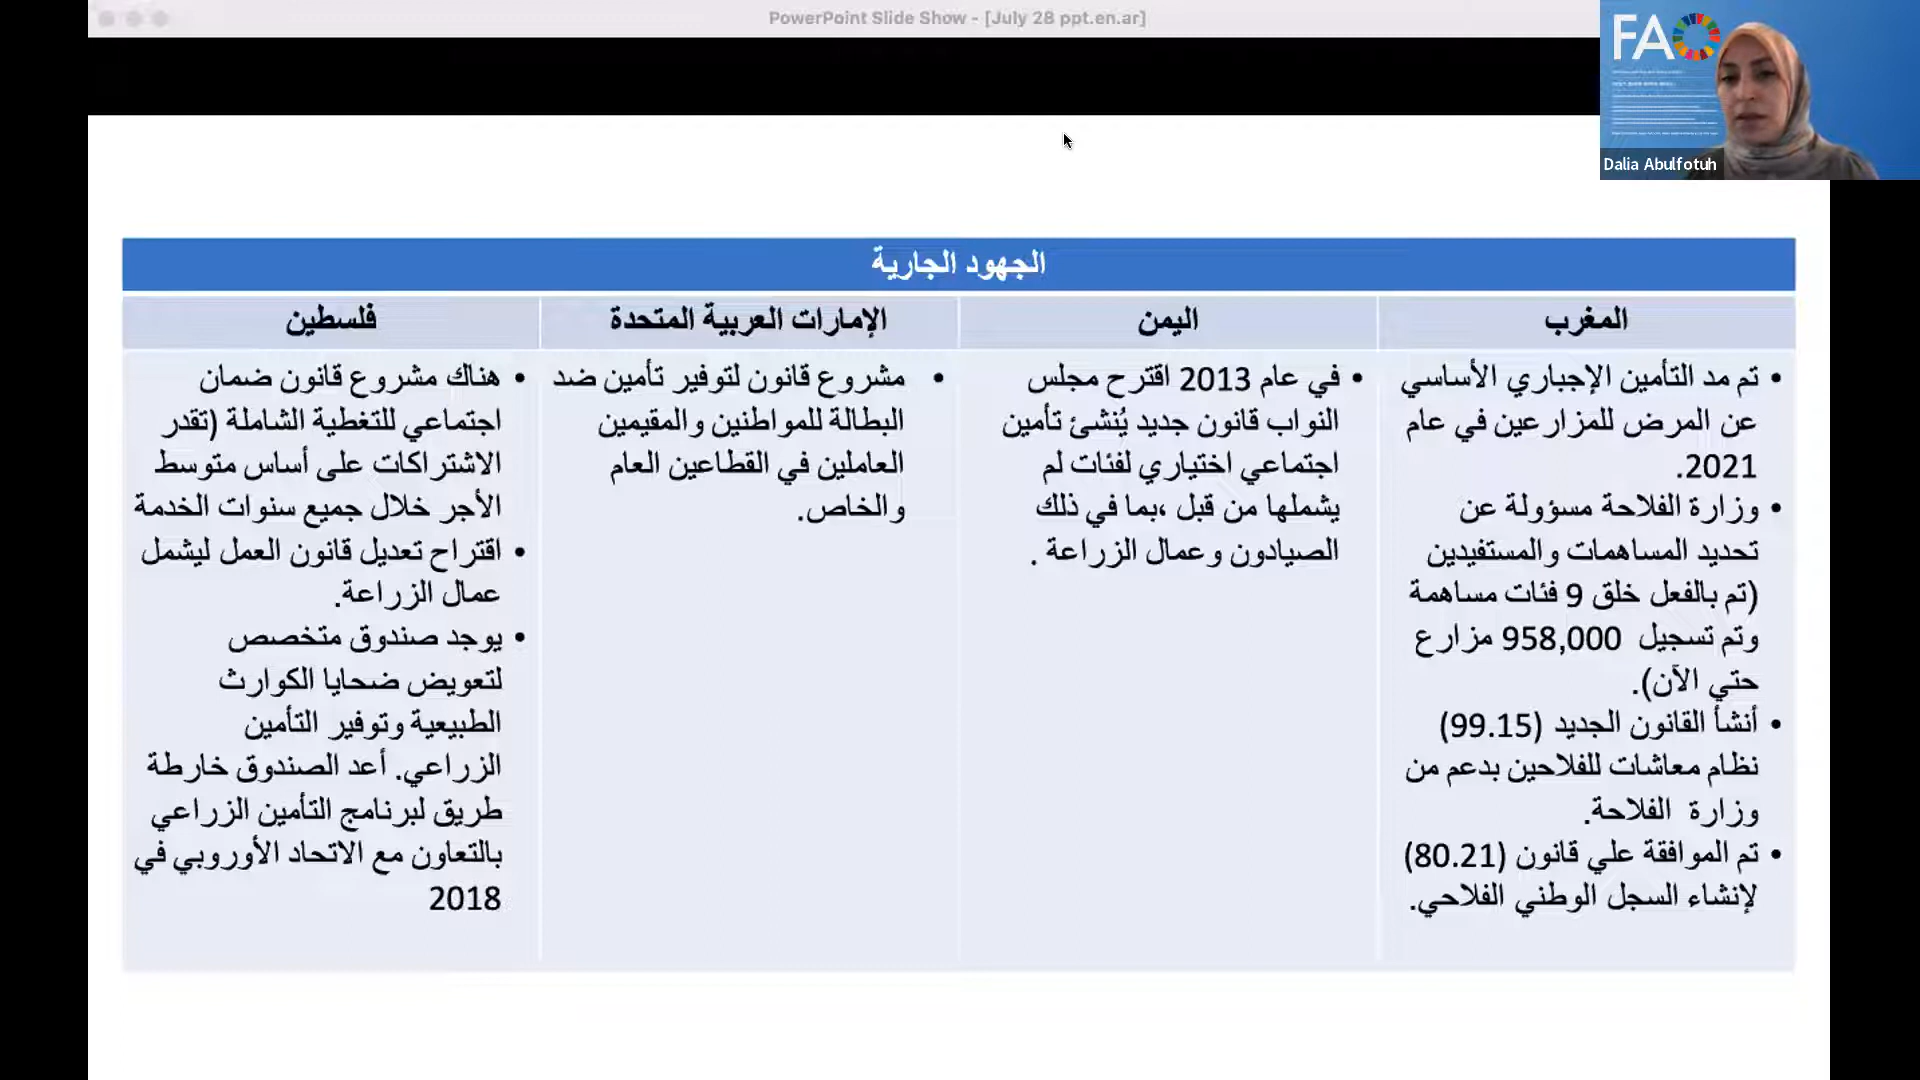 PowerPoint Slide Show - [July 28 ppt.en.ar]
FAO
Dalia Abulfotuh
الجهود الجارية
المغرب
• تم مد التأمين الإجباري الأساسي
عن المرض للمزارعين في عام
2021.
• وزارة الفلاحة مسؤولة عن
تحديد المساهمات والمستفيدين
(تم بالفعل خلق 9 فئات مساهمة
وتم تسجيل 958,000 مزارع
حتي الآن).
• أنشأ القانون الجديد (99.15)
نظام معاشات للفلاحين بدعم من
وزارة الفلاحة.
• تم الموافقة علي قانون (80.21)
لإنشاء السجل الوطني الفلاحي.
اليمن
• في عام 2013 اقترح مجلس
النواب قانون جديد يُنشئ تأمين
اجتماعي اختياري لفئات لم
يشملها من قبل ،بما في ذلك
الصيادون وعمال الزراعة .
الإمارات العربية المتحدة
• مشروع قانون لتوفير تأمين ضد
البطالة للمواطنين والمقيمين
العاملين في القطاعين العام
والخاص.
فلسطين
• هناك مشروع قانون ضمان
اجتماعي للتغطية الشاملة (تقدر
الاشتراكات على أساس متوسط
الأجر خلال جميع سنوات الخدمة
• اقتراح تعديل قانون العمل ليشمل
عمال الزراعة.
• يوجد صندوق متخصص
لتعويض ضحايا الكوارث
الطبيعية وتوفير التأمين
الزراعي. أعد الصندوق خارطة
طريق لبرنامج التأمين الزراعي
بالتعاون مع الاتحاد الأوروبي في
2018